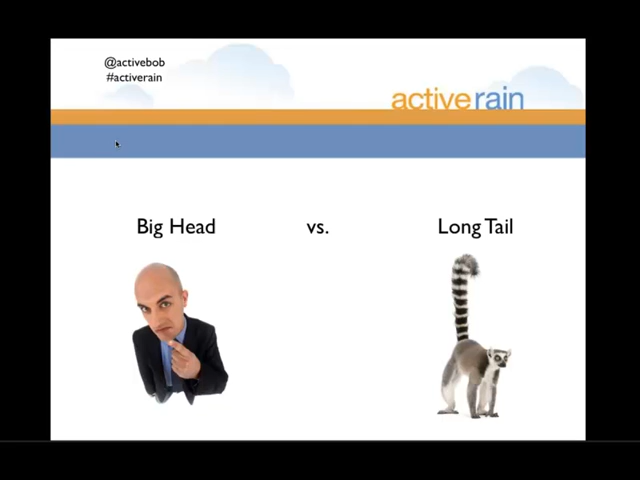 @activebob
#activerain
activerain
Big Head vs. Long Tail